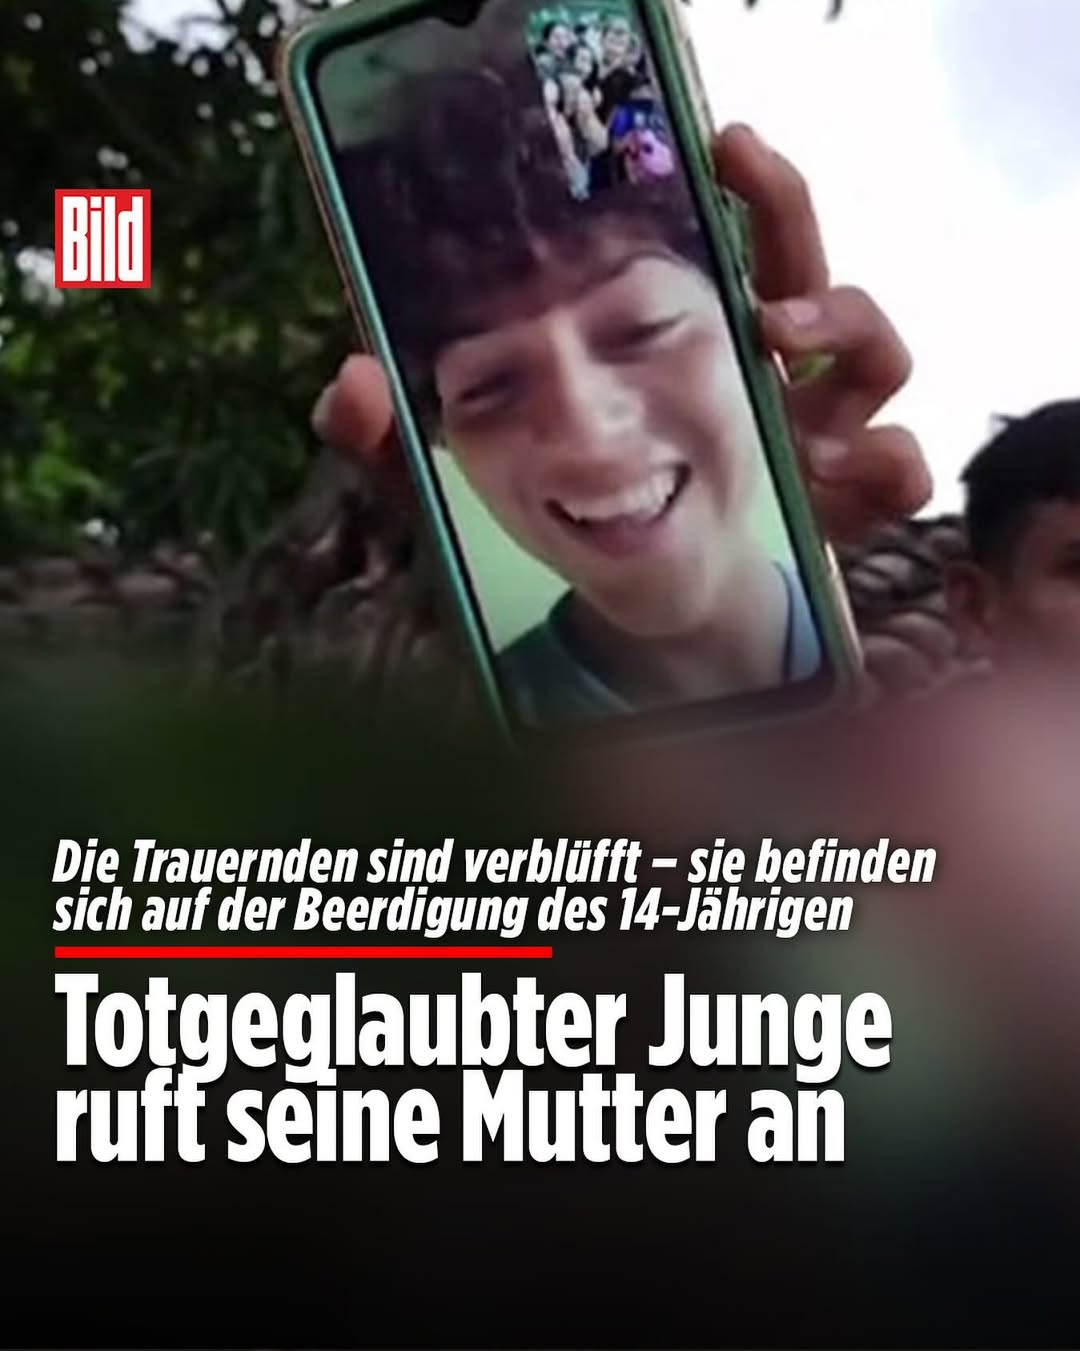 Bild
Die Trauernden sind verblüfft – sie befinden
sich auf der Beerdigung des 14-Jährigen
Totgeglaubter Junge
ruft seine Mutter an